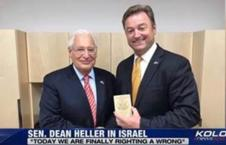 KOLO
SEN. DEAN HELLER IN ISRAEL
"TODAY WE ARE FINALLY RIGHTING A WRONG"